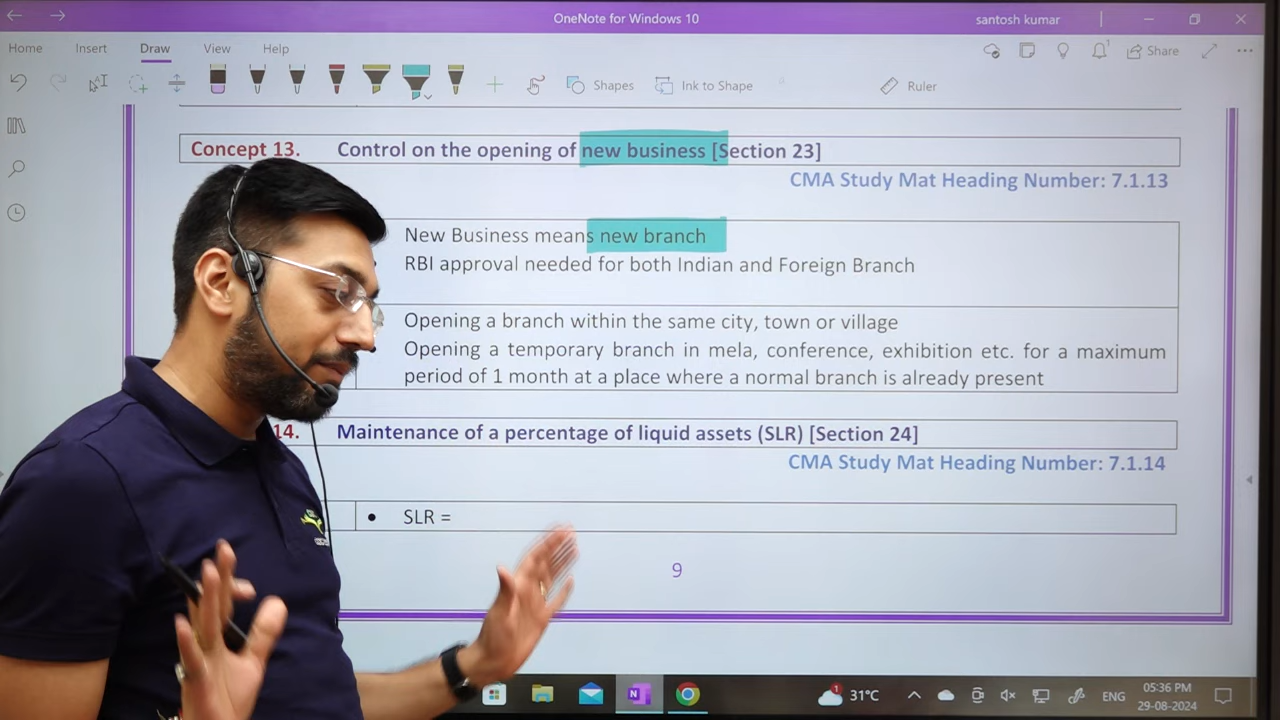 OneNote for Windows 10
santosh kumar
Home Insert Draw View Help
Share
Shapes Ink to Shape Ruler
Concept 13. Control on the opening of new business [Section 23]
CMA Study Mat Heading Number: 7.1.13
New Business means new branch
RBI approval needed for both Indian and Foreign Branch
Opening a branch within the same city, town or village
Opening a temporary branch in mela, conference, exhibition etc. for a maximum
period of 1 month at a place where a normal branch is already present
14. Maintenance of a percentage of liquid assets (SLR) [Section 24]
CMA Study Mat Heading Number: 7.1.14
• SLR =
9
31°C
ENG
05:36 PM
29-08-2024